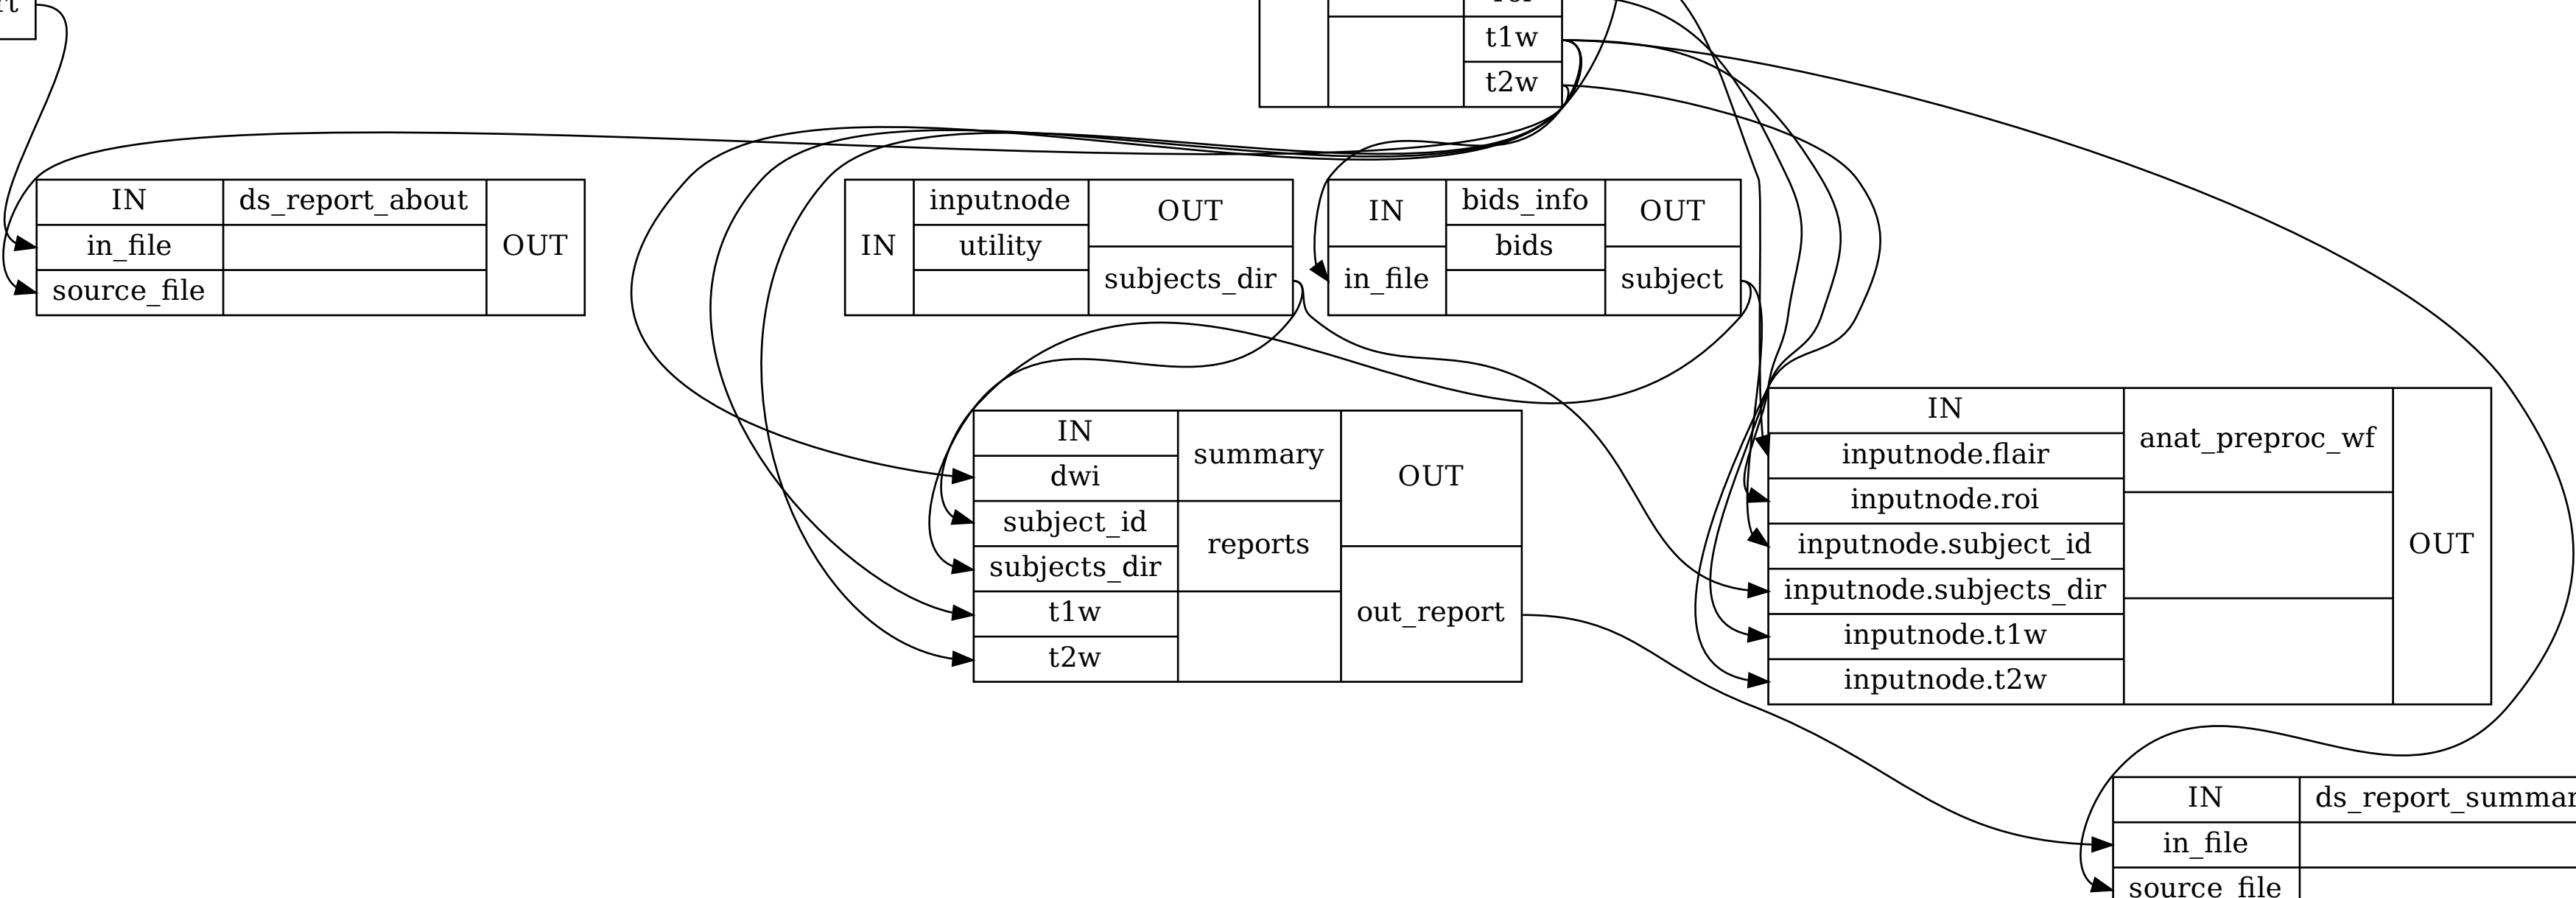 t1w
t2w
IN
ds_report_about
in_file
source_file
OUT
IN
inputnode
utility
OUT
subjects_dir
IN
in_file
bids_info
bids
OUT
subject
IN
dwi
subject_id
subjects_dir
t1w
t2w
summary
reports
OUT
out_report
IN
inputnode.flair
inputnode.roi
inputnode.subject_id
inputnode.subjects_dir
inputnode.t1w
inputnode.t2w
anat_preproc_wf
OUT
IN
in_file
source_file